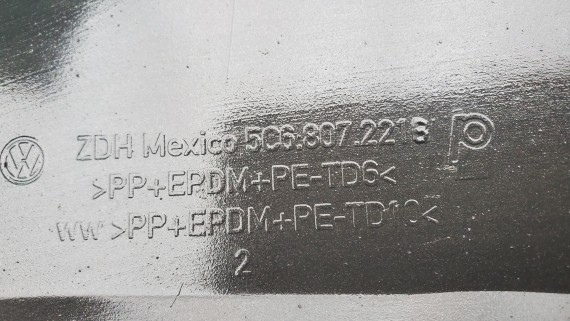 ZDH Mexico 5C6.807.221B
>PP+EPDM+PE-TD6<
WW >PP+EPDM+PE-TD10<
2